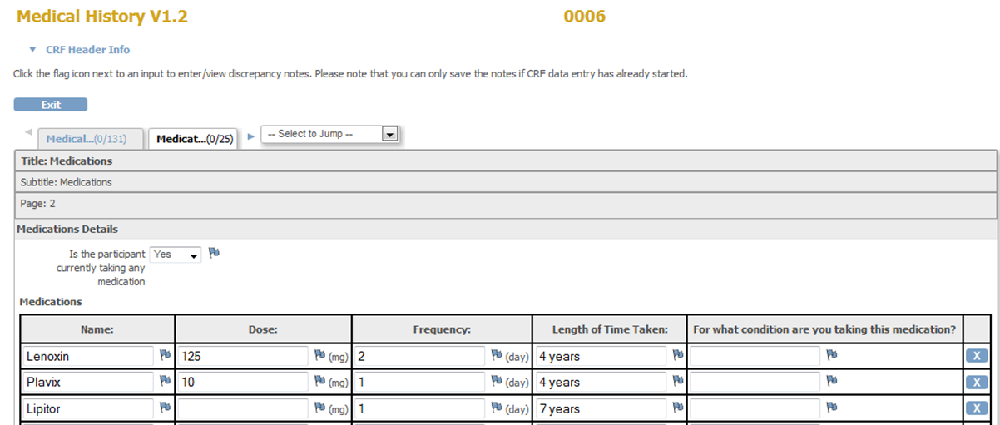 Medical History V1.2 0006
CRF Header Info
Click the flag icon next to an input to enter/view discrepancy notes. Please note that you can only save the notes if CRF data entry has already started.
Exit
Medical...(0/131) Medicat...(0/25) -- Select to Jump --
Title: Medications
Subtitle: Medications
Page: 2
Medications Details
Is the participant Yes
currently taking any
medication
Medications
Name: Dose: Frequency: Length of Time Taken: For what condition are you taking this medication?
Lenoxin 125 (mg) 2 (day) 4 years X
Plavix 10 (mg) 1 (day) 4 years X
Lipitor (mg) 1 (day) 7 years X